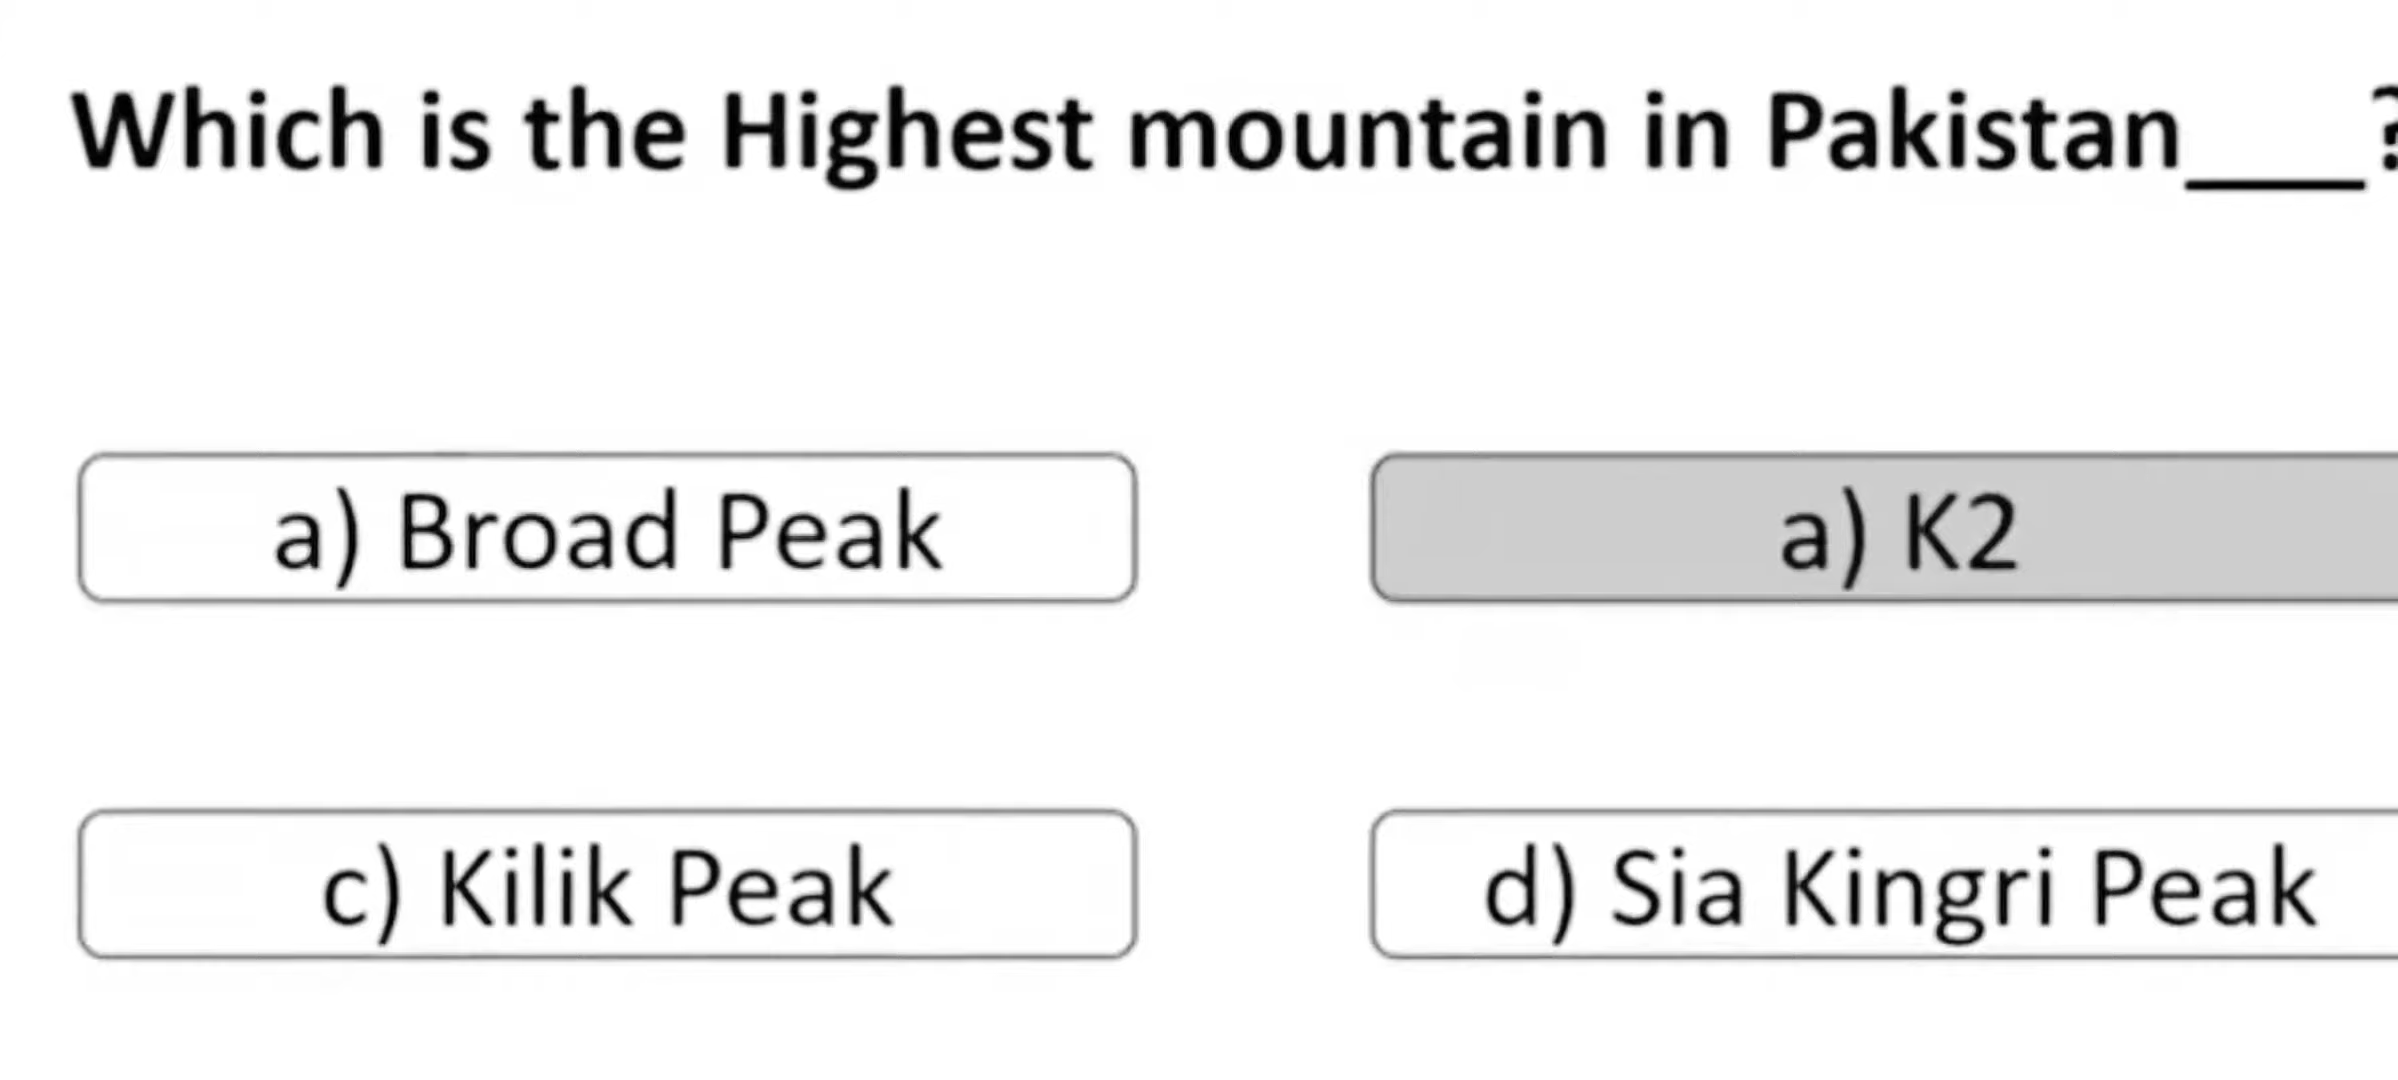 Which is the Highest mountain in Pakistan___?
a) Broad Peak
a) K2
c) Kilik Peak
d) Sia Kingri Peak